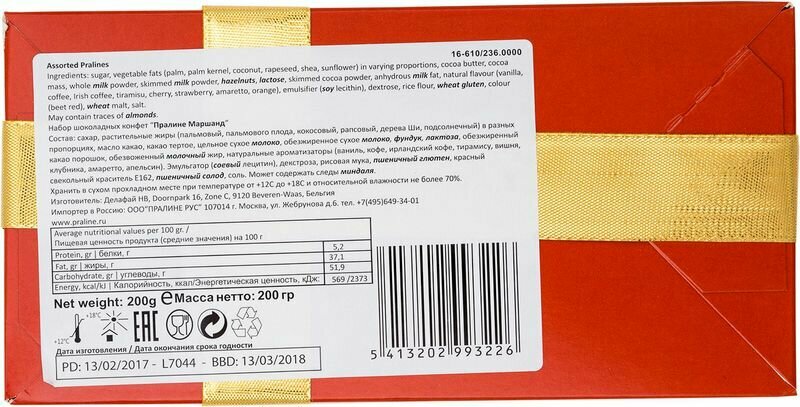 Assorted Pralines 16-610/236.0000
Ingredients: sugar, vegetable fats (palm, palm kernel, coconut, rapeseed, shea, sunflower) in varying proportions, cocoa butter, cocoa
mass, whole milk powder, skimmed milk powder, hazelnuts, lactose, skimmed cocoa powder, anhydrous milk fat, natural flavour (vanilla,
coffee, Irish coffee, tiramisu, cherry, strawberry, amaretto, orange), emulsifier (soy lecithin), dextrose, rice flour, wheat gluten, colour
(beet red), wheat malt, salt.
May contain traces of almonds.
Набор шоколадных конфет "Пралине Маршанд"
Состав: сахар, растительные жиры (пальмовый, пальмового плода, кокосовый, рапсовый, дерева Ши, подсолнечный) в разных
пропорциях, масло какао, какао тертое, цельное сухое молоко, обезжиренное сухое молоко, фундук, лактоза, обезжиренный
какао порошок, обезвоженный молочный жир, натуральные ароматизаторы (ваниль, кофе, ирландский кофе, тирамису, вишня,
клубника, амаретто, апельсин). Эмульгатор (соевый лецитин), декстроза, рисовая мука, пшеничный глютен, красный
свекольный краситель E162, пшеничный солод, соль. Может содержать следы миндаля.
Хранить в сухом прохладном месте при температуре от +12C до +18C и относительной влажности не более 70%.
Изготовлен: Делафай НВ, Doornpark 16, Zone C, 9120 Beveren-Waas, Бельгия
Импортер в Россию: ООО "ПРАЛИНЕ РУС" 107014 г. Москва, ул. Жебрунова д.6. +7(495)649-34-01
www.praline.ru
Average nutritional values per 100 gr. /
Пищевая ценность продукта (средние значения) на 100 г
Protein, gr | белки, г | 5,2
Fat, gr | жиры, г | 37,1
Carbohydrate, gr | углеводы, г | 51,9
Energy, kcal/kJ | Калорийность, ккал/Энергетическая ценность, кДж: 569 /2373
Net weight: 200g ℮ Масса нетто: 200 гр
+18°C
+12°C
EAC
Дата изготовления / Дата окончания срока годности
PD: 13/02/2017 - L7044 - BBD: 13/03/2018
5 413202 993226